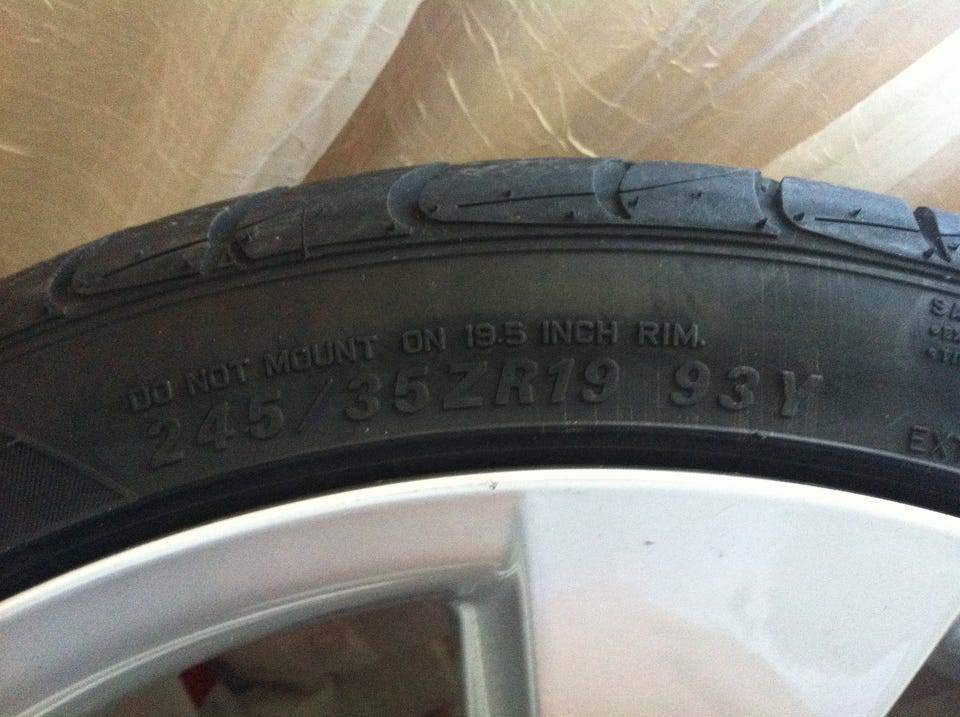 DO NOT MOUNT ON 19.5 INCH RIM.
245/35ZR19 93Y